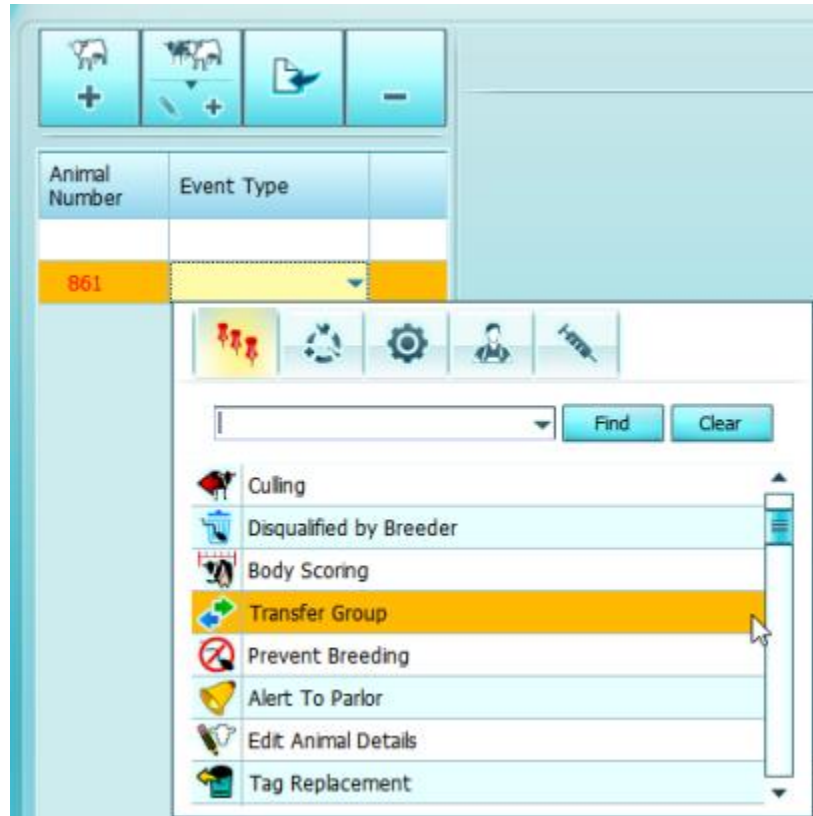 Animal
Number
Event Type
861
Find
Clear
Culling
Disqualified by Breeder
Body Scoring
Transfer Group
Prevent Breeding
Alert To Parlor
Edit Animal Details
Tag Replacement